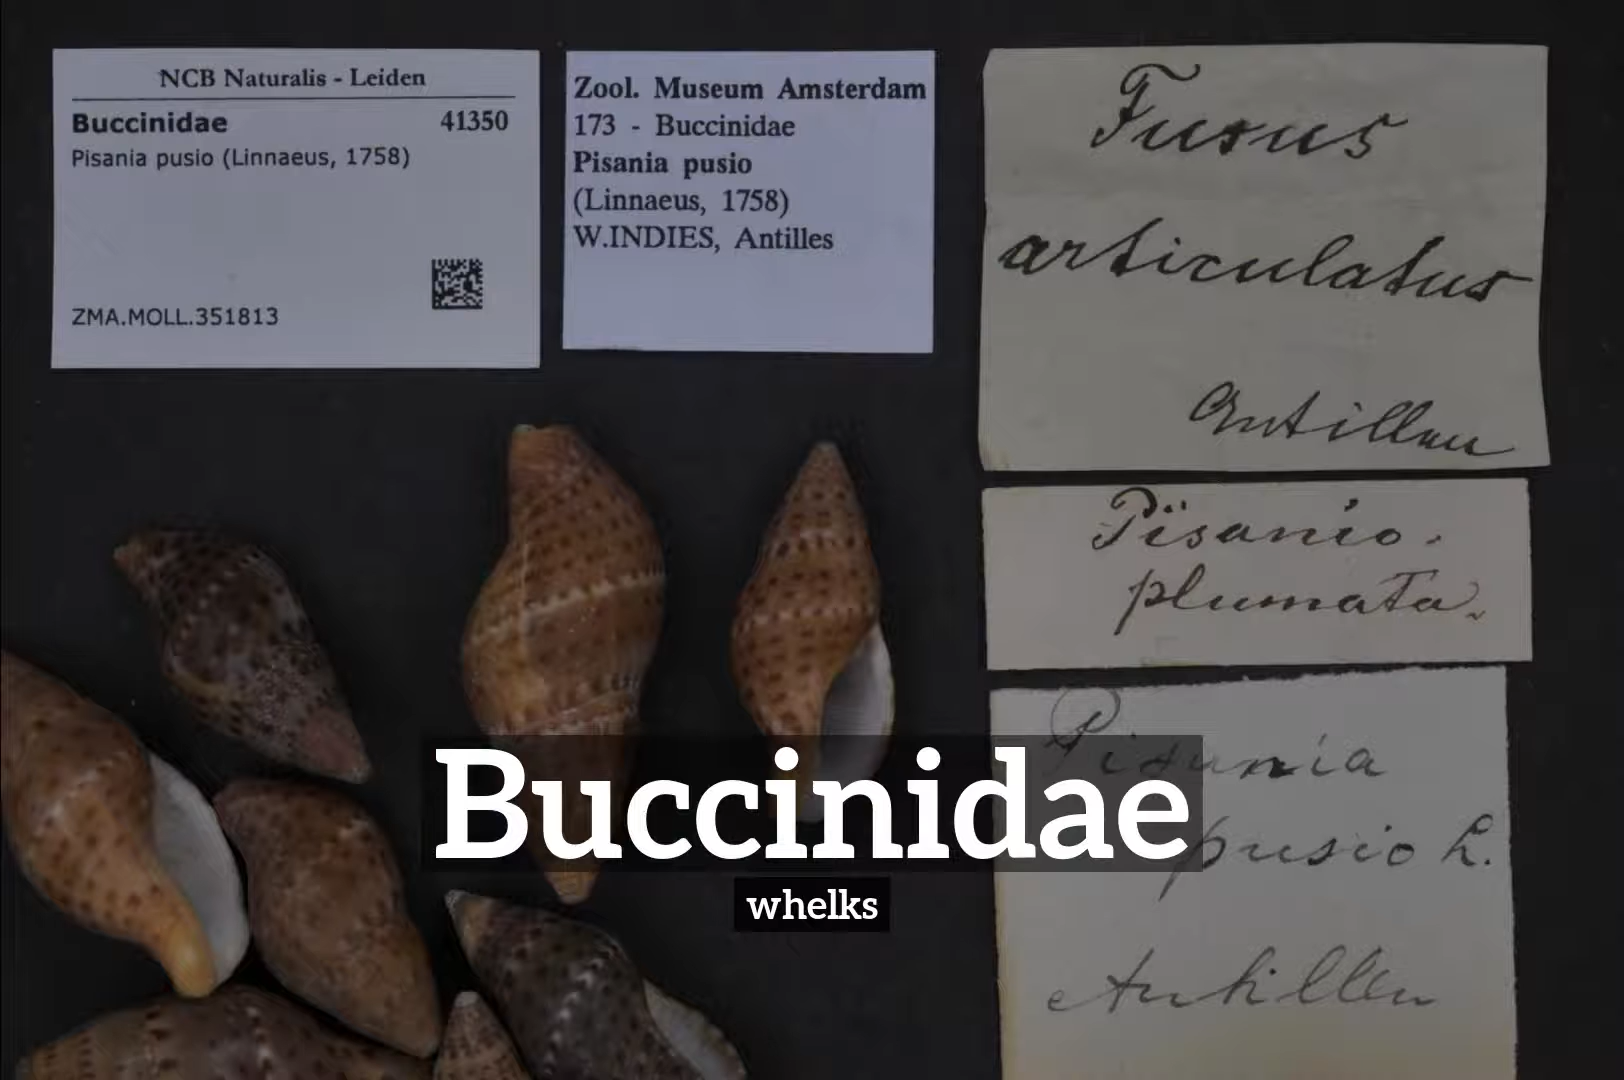 NCB Naturalis - Leiden
Buccinidae 41350
Pisania pusio (Linnaeus, 1758)
ZMA.MOLL.351813
Zool. Museum Amsterdam
173 - Buccinidae
Pisania pusio
(Linnaeus, 1758)
W.INDIES, Antilles
Fusus
articulatus
Antillen
Pisania
plumata.
Pisania
pusio L.
Antillen
Buccinidae
whelks